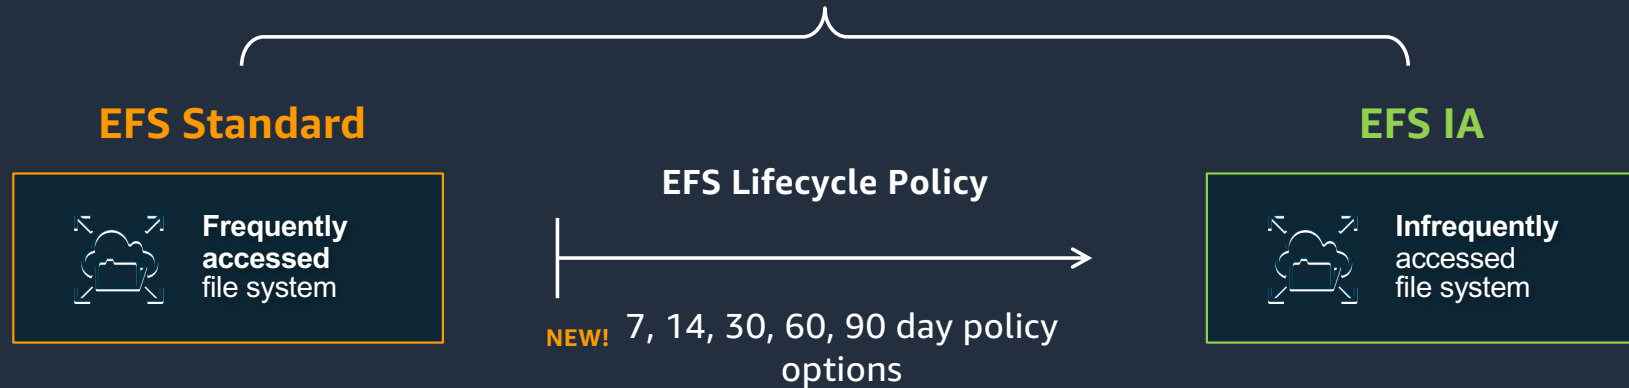 EFS Standard
Frequently
accessed
file system
EFS Lifecycle Policy
NEW! 7, 14, 30, 60, 90 day policy
options
EFS IA
Infrequently
accessed
file system